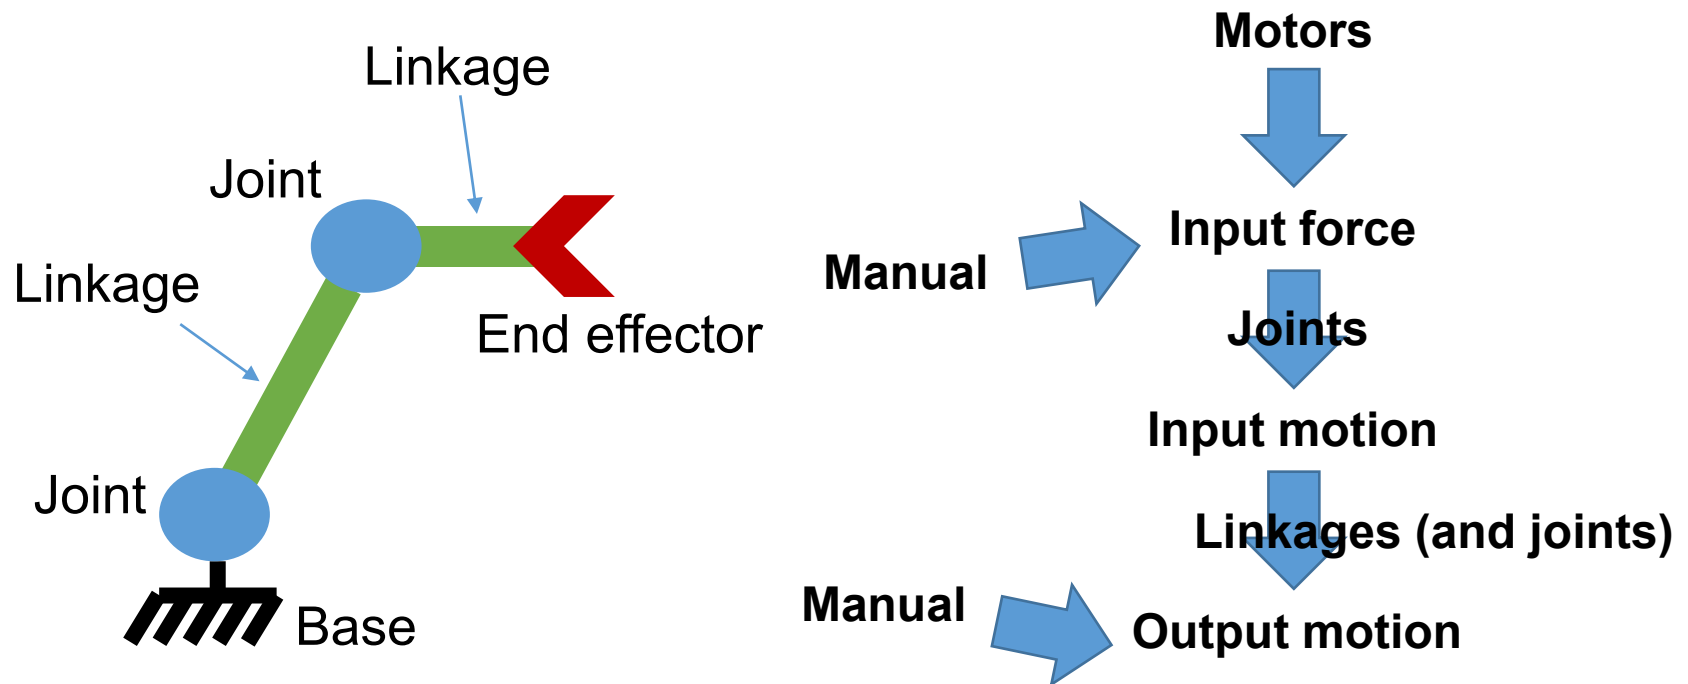 Linkage
Joint
Linkage
End effector
Joint
Base
Motors
Input force
Manual
Joints
Input motion
Linkages (and joints)
Manual
Output motion